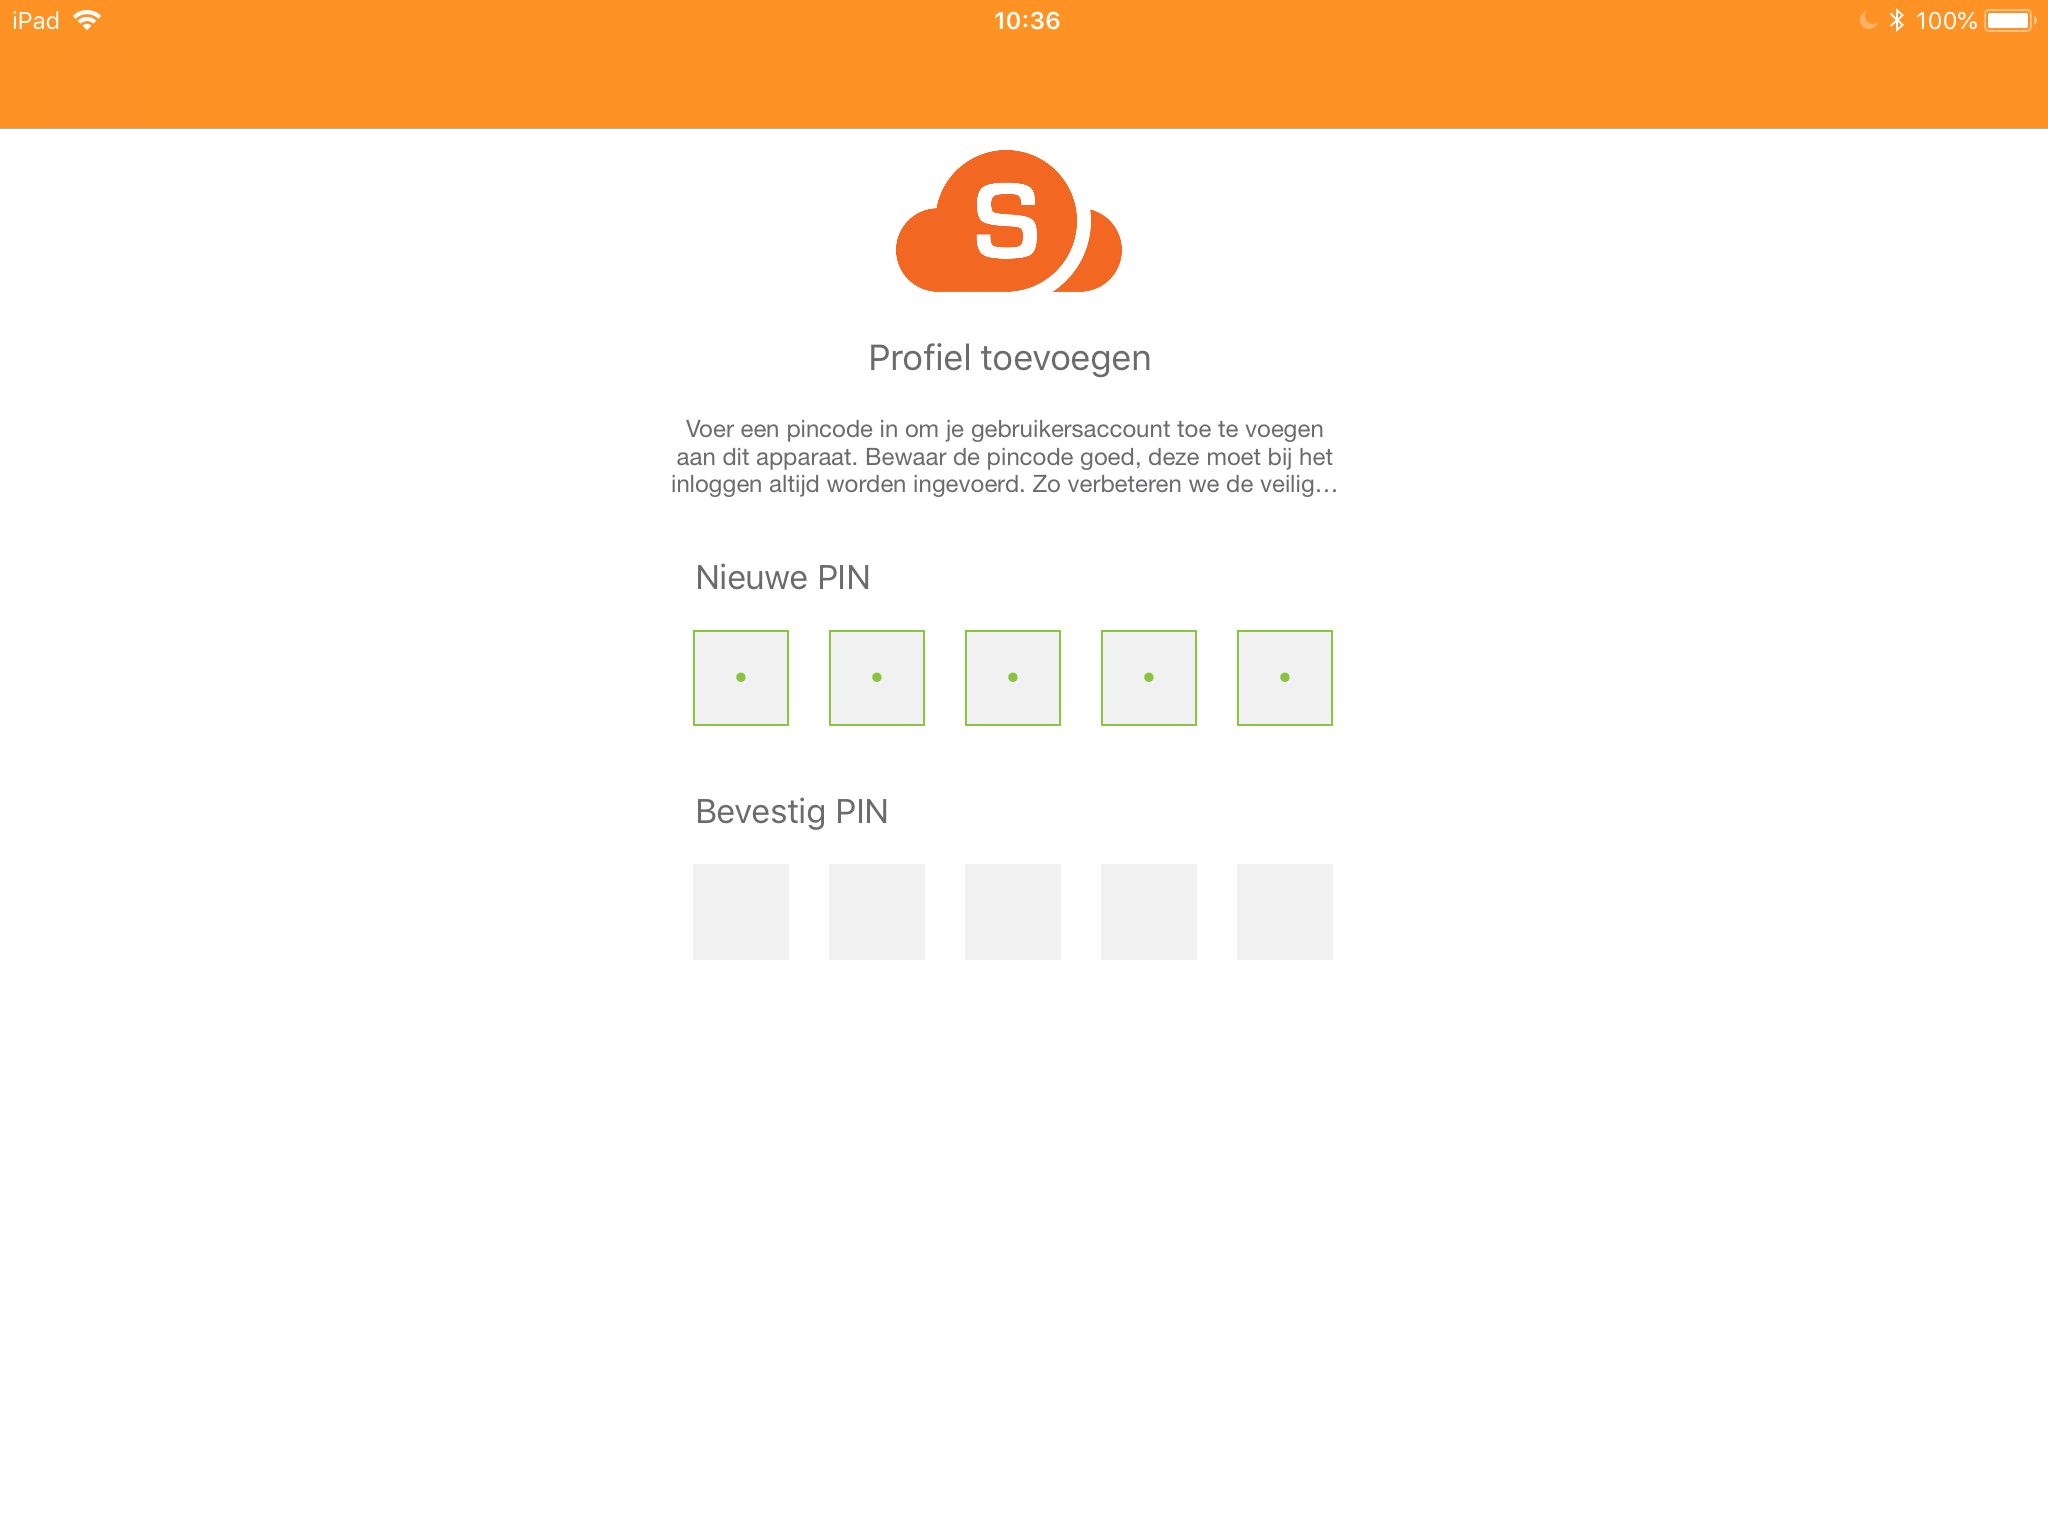 iPad 10:36 100%
S
Profiel toevoegen
Voer een pincode in om je gebruikersaccount toe te voegen
aan dit apparaat. Bewaar de pincode goed, deze moet bij het
inloggen altijd worden ingevoerd. Zo verbeteren we de veilig…
Nieuwe PIN
Bevestig PIN